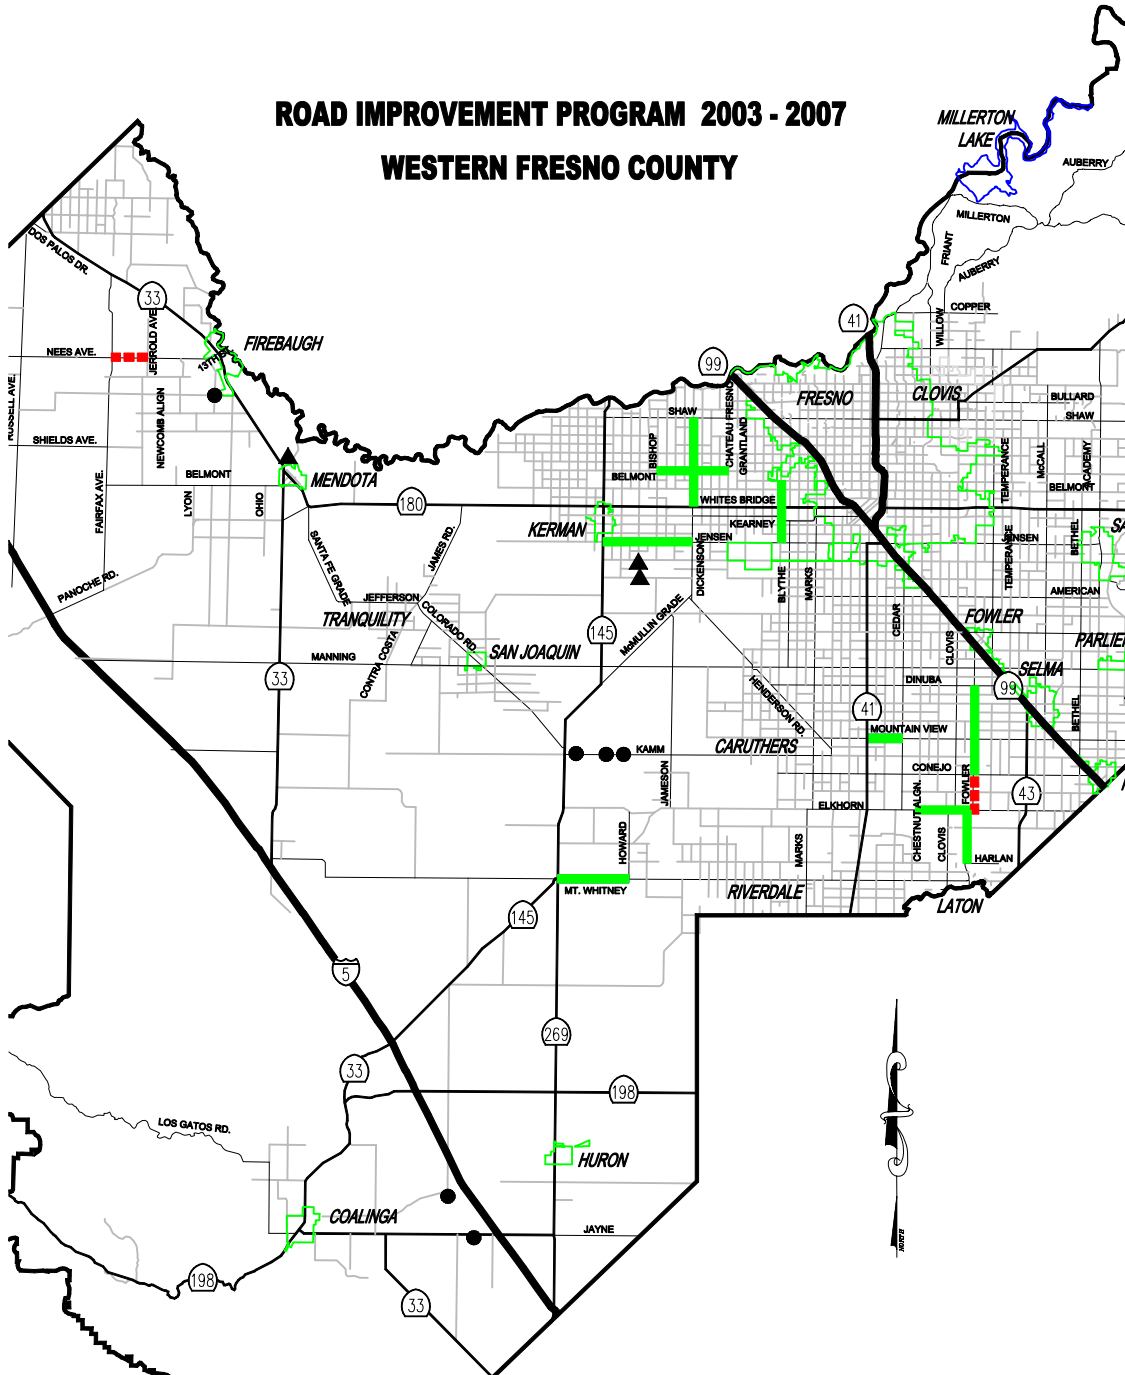 ROAD IMPROVEMENT PROGRAM 2003 - 2007
WESTERN FRESNO COUNTY
MILLERTON
LAKE
AUBERRY
MILLERTON
FRIANT
AUBERRY
DOS PALOS DR.
33
COPPER
41
WILLOW
JERROLD AVE
FIREBAUGH
NEES AVE.
13TH ST.
99
FRESNO
CLOVIS
BULLARD
SHAW
SHAW
RUSSELL AVE.
NEWCOMB ALIGN
SHIELDS AVE.
BISHOP
CHATEAU FRESNO
GRANTLAND
TEMPERANCE
McCALL
ACADEMY
BELMONT
MENDOTA
BELMONT
BELMONT
FAIRFAX AVE.
LYON
OHIO
180
WHITES BRIDGE
KERMAN
KEARNEY
JENSEN
JENSEN
BETHEL
SA
SANTA FE GRADE
JAMES RD.
DICKENSON
BLYTHE
MARKS
TEMPERANCE
PANOCHE RD.
JEFFERSON
AMERICAN
TRANQUILITY
COLORADO RD.
McMULLIN GRADE
CEDAR
CLOVIS
FOWLER
145
PARLIER
MANNING
CONTRA COSTA
SAN JOAQUIN
33
DINUBA
SELMA
99
HENDERSON RD.
41
BETHEL
MOUNTAIN VIEW
KAMM
CARUTHERS
CONEJO
JAMESON
FOWLER
ELKHORN
CHESTNUT ALGN.
43
HOWARD
MARKS
CLOVIS
HARLAN
MT. WHITNEY
RIVERDALE
LATON
145
5
269
33
198
LOS GATOS RD.
HURON
COALINGA
JAYNE
NORTH
198
33